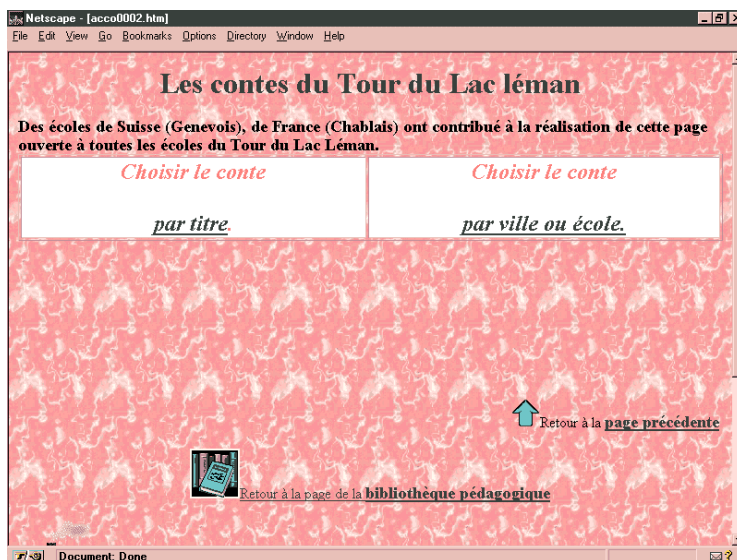 Netscape - [acco0002.htm]
File Edit View Go Bookmarks Options Directory Window Help
Les contes du Tour du Lac léman
Des écoles de Suisse (Genevois), de France (Chablais) ont contribué à la réalisation de cette page
ouverte à toutes les écoles du Tour du Lac Léman.
Choisir le conte
par titre.
Choisir le conte
par ville ou école.
Retour à la page précédente
Retour à la page de la bibliothèque pédagogique
Document: Done